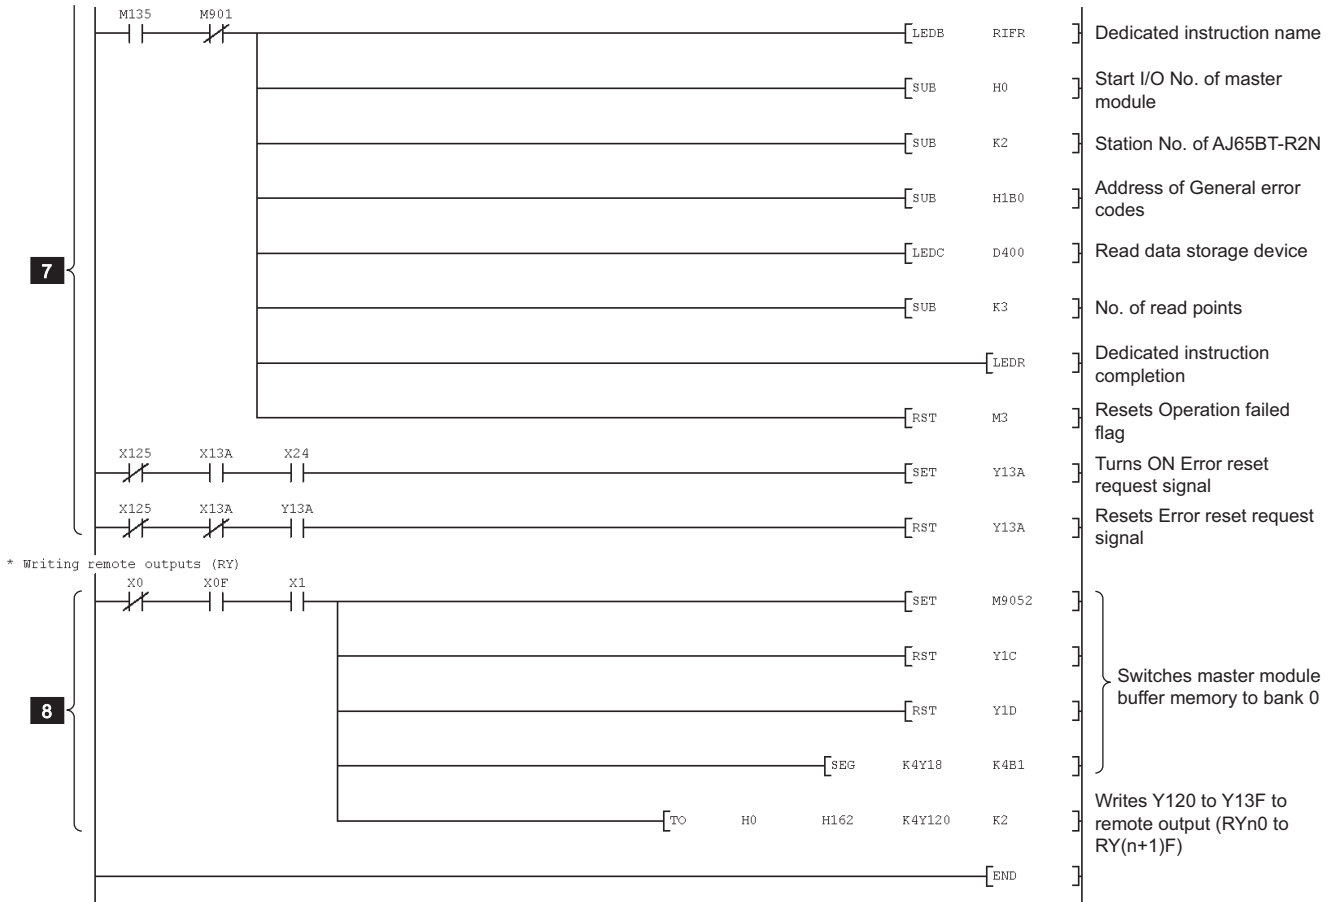 M135 M901
LEDB RIFR Dedicated instruction name
SUB H0 Start I/O No. of master
module
SUB K2 Station No. of AJ65BT-R2N
SUB H1B0 Address of General error
codes
7
LEDC D400 Read data storage device
SUB K3 No. of read points
LEDR Dedicated instruction
completion
RST M3 Resets Operation failed
flag
X125 X13A X24
SET Y13A Turns ON Error reset
request signal
X125 X13A Y13A
RST Y13A Resets Error reset request
signal
* Writing remote outputs (RY)
X0 X0F X1
SET M9052
RST Y1C
Switches master module
buffer memory to bank 0
8
RST Y1D
SEG K4Y18 K4B1
TO H0 H162 K4Y120 K2 Writes Y120 to Y13F to
remote output (RYn0 to
RY(n+1)F)
END